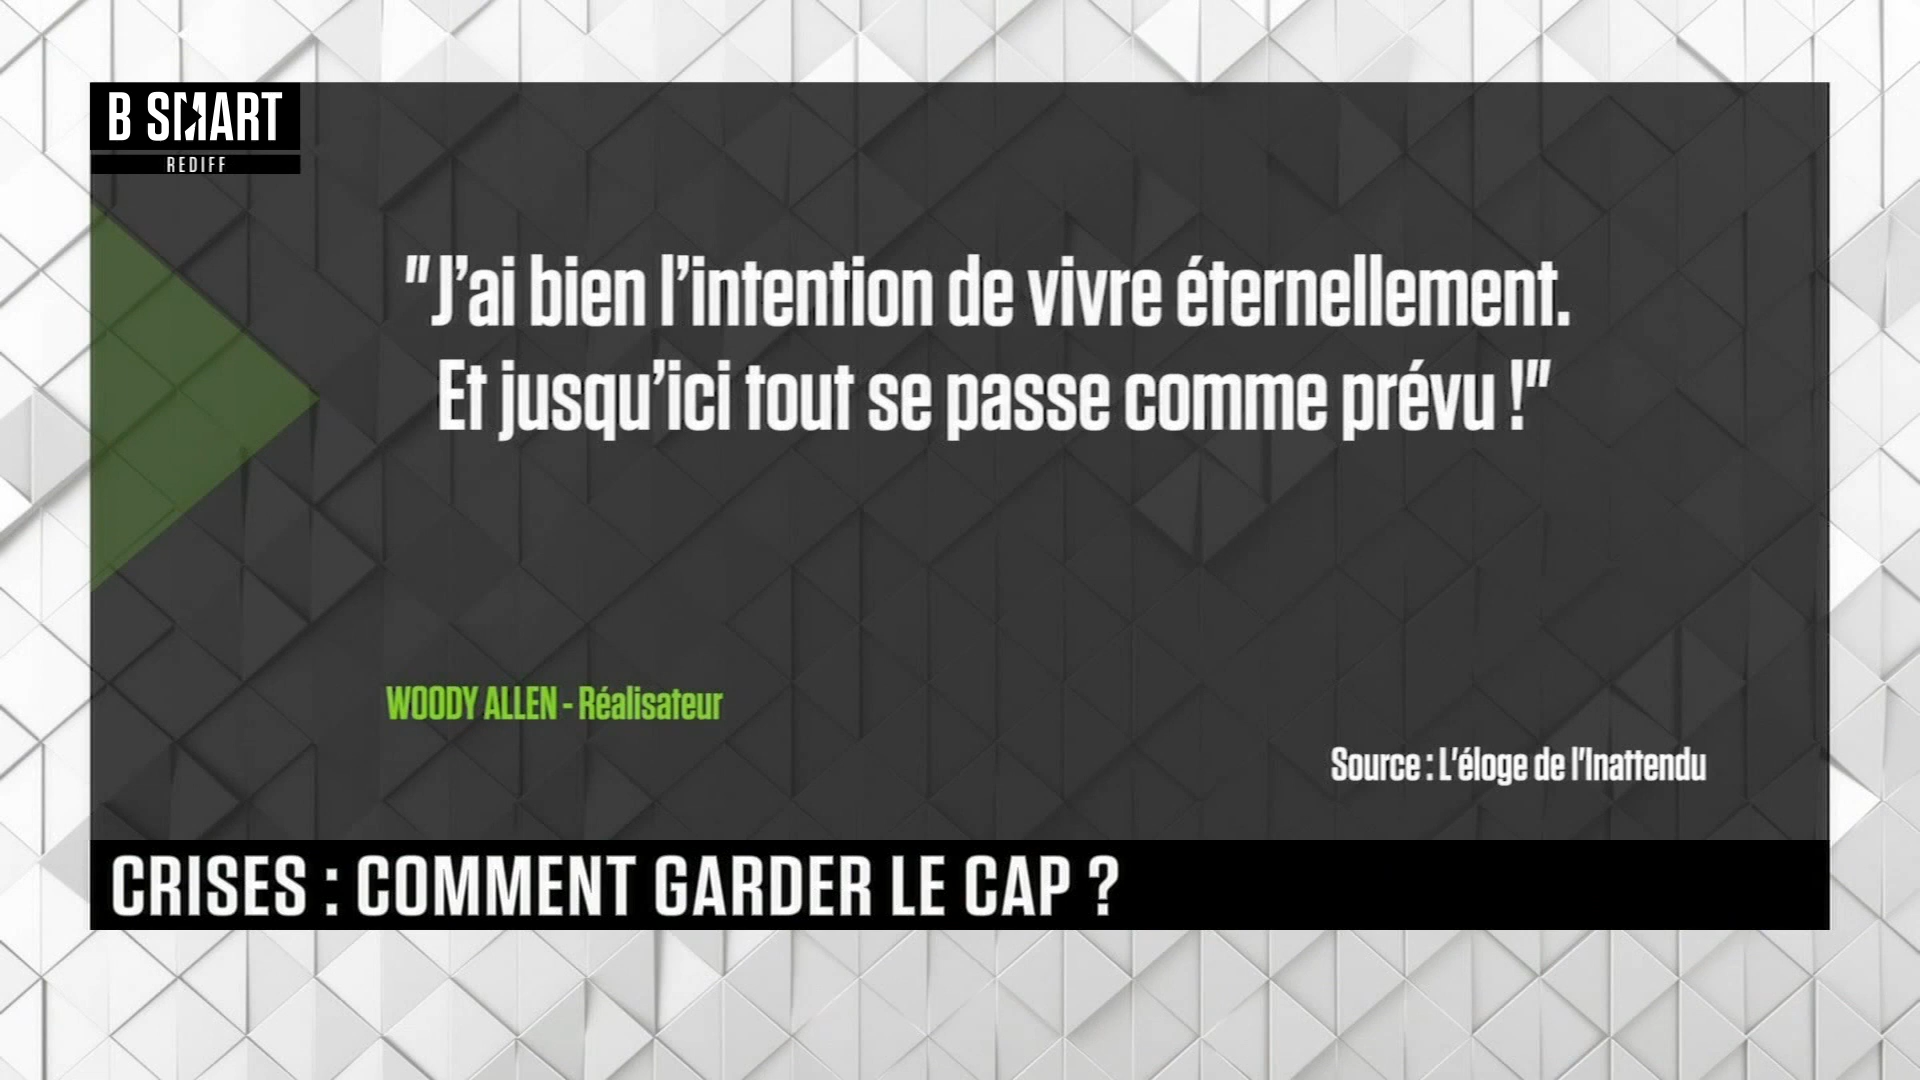 B SMART
REDIFF
"J’ai bien l’intention de vivre éternellement.
Et jusqu’ici tout se passe comme prévu !"
WOODY ALLEN - Réalisateur
Source : L'éloge de l'Inattendu
CRISES : COMMENT GARDER LE CAP ?